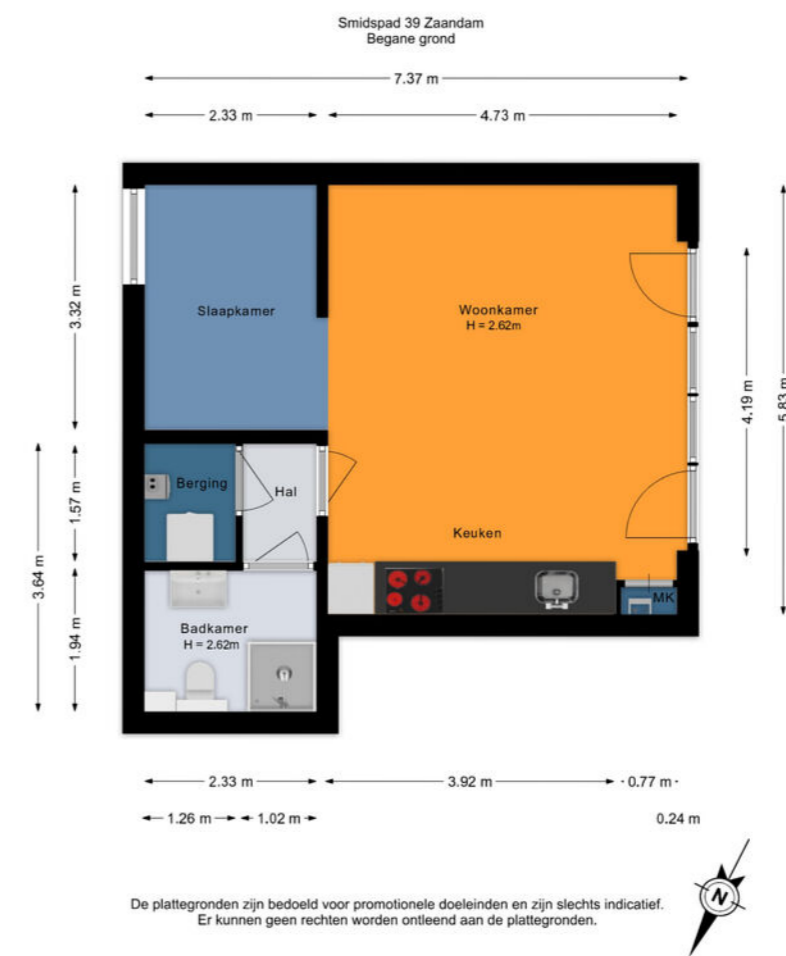 Smidspad 39 Zaandam
Begane grond
7.37 m
2.33 m
4.73 m
3.32 m
Slaapkamer
Woonkamer
H = 2.62m
4.19 m
5.83 m
Berging
Hal
1.57 m
Keuken
3.64 m
MK
Badkamer
H = 2.62m
1.94 m
2.33 m
3.92 m
0.77 m
1.26 m
1.02 m
0.24 m
N
De plattegronden zijn bedoeld voor promotionele doeleinden en zijn slechts indicatief.
Er kunnen geen rechten worden ontleend aan de plattegronden.